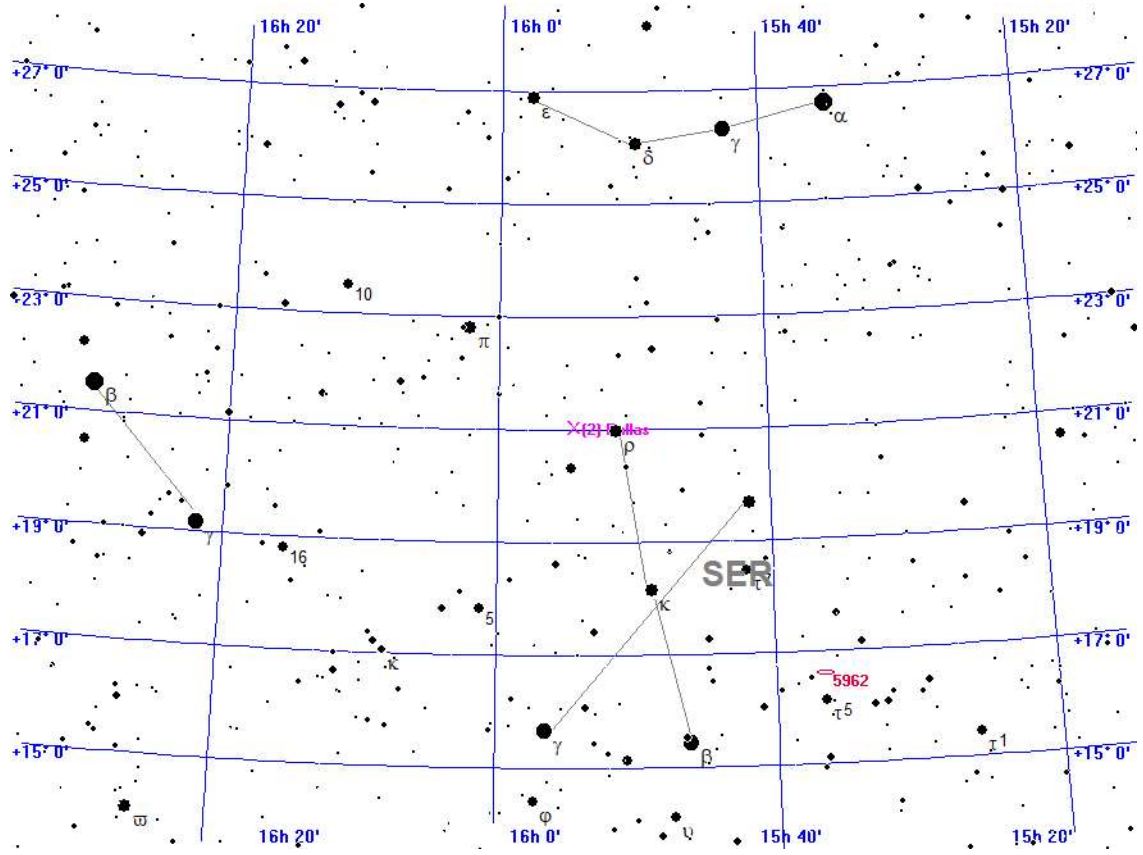 16h 20' 16h 0' 15h 40' 15h 20'
+27° 0' +27° 0'
ε α
δ γ
+25° 0' +25° 0'
10
+23° 0' +23° 0'
π
β
+21° 0' +21° 0'
X(2) Pallas
ρ
+19° 0' +19° 0'
γ
16
SER τ
κ
5
+17° 0' +17° 0'
κ
5962
τ5
γ β τ1
+15° 0' +15° 0'
ϖ φ υ
16h 20' 16h 0' 15h 40' 15h 20'